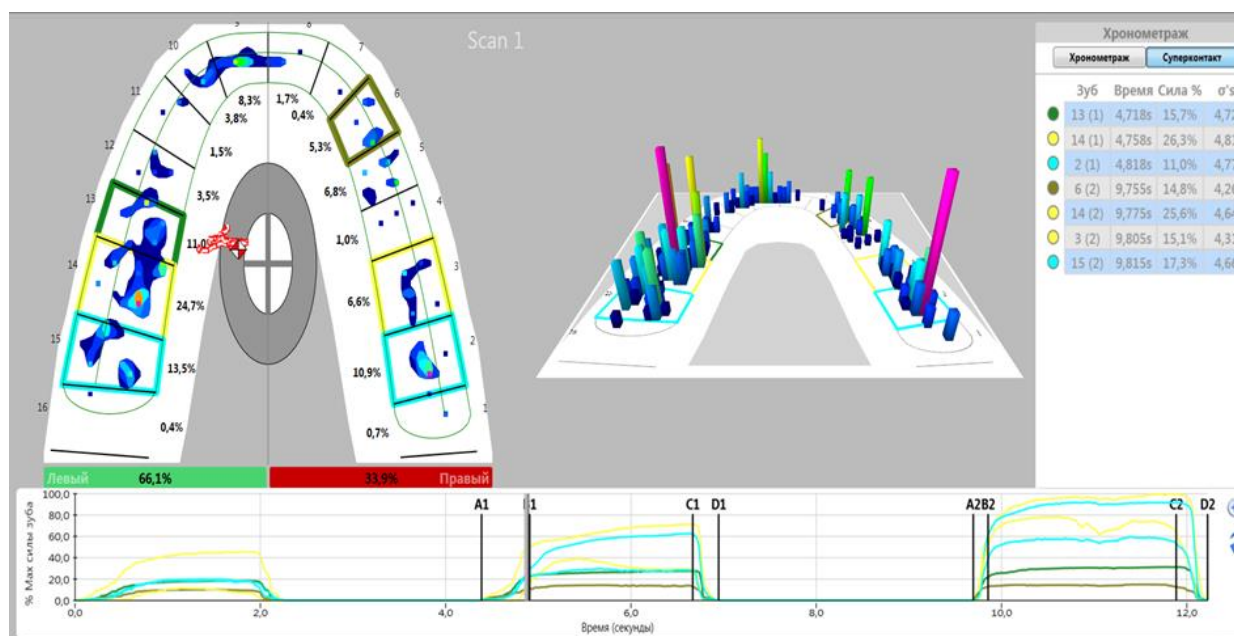 Scan 1
9
8
10
7
11
6
12
5
13
4
14
3
15
2
16
1
8,3%
1,7%
3,8%
0,4%
1,5%
5,3%
3,5%
6,8%
11,0
1,0%
24,7%
6,6%
13,5%
10,9%
0,4%
0,7%
Левый 66,1% 33,9% Правый
Хронометраж
Хронометраж Суперконтакт
Зуб Время Сила % σ's
13 (1) 4,718s 15,7%
14 (1) 4,758s 26,3%
2 (1) 4,818s 11,0%
6 (2) 9,755s 14,8%
14 (2) 9,775s 25,6%
3 (2) 9,805s 15,1%
15 (2) 9,815s 17,3%
% Max силы зуба
100,0
80,0
60,0
40,0
20,0
0,0
A1 C1 D1 A2 B2 C2 D2
0,0 2,0 4,0 6,0 8,0 10,0 12,0
Время (секунды)